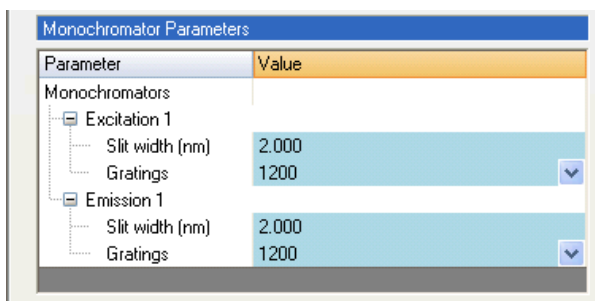 Monochromator Parameters
Parameter Value
Monochromators
Excitation 1
Slit width (nm) 2.000
Gratings 1200
Emission 1
Slit width (nm) 2.000
Gratings 1200